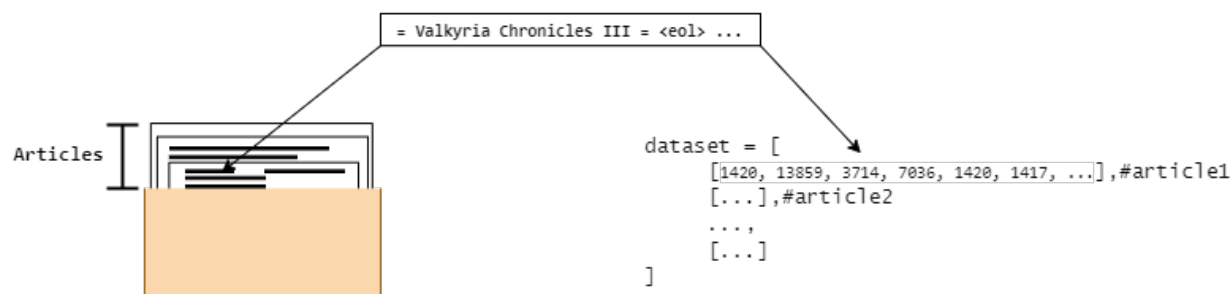 = Valkyria Chronicles III = <eol> ...
Articles
dataset = [
[1420, 13859, 3714, 7036, 1420, 1417, ...],#article1
[...],#article2
...,
[...]
]